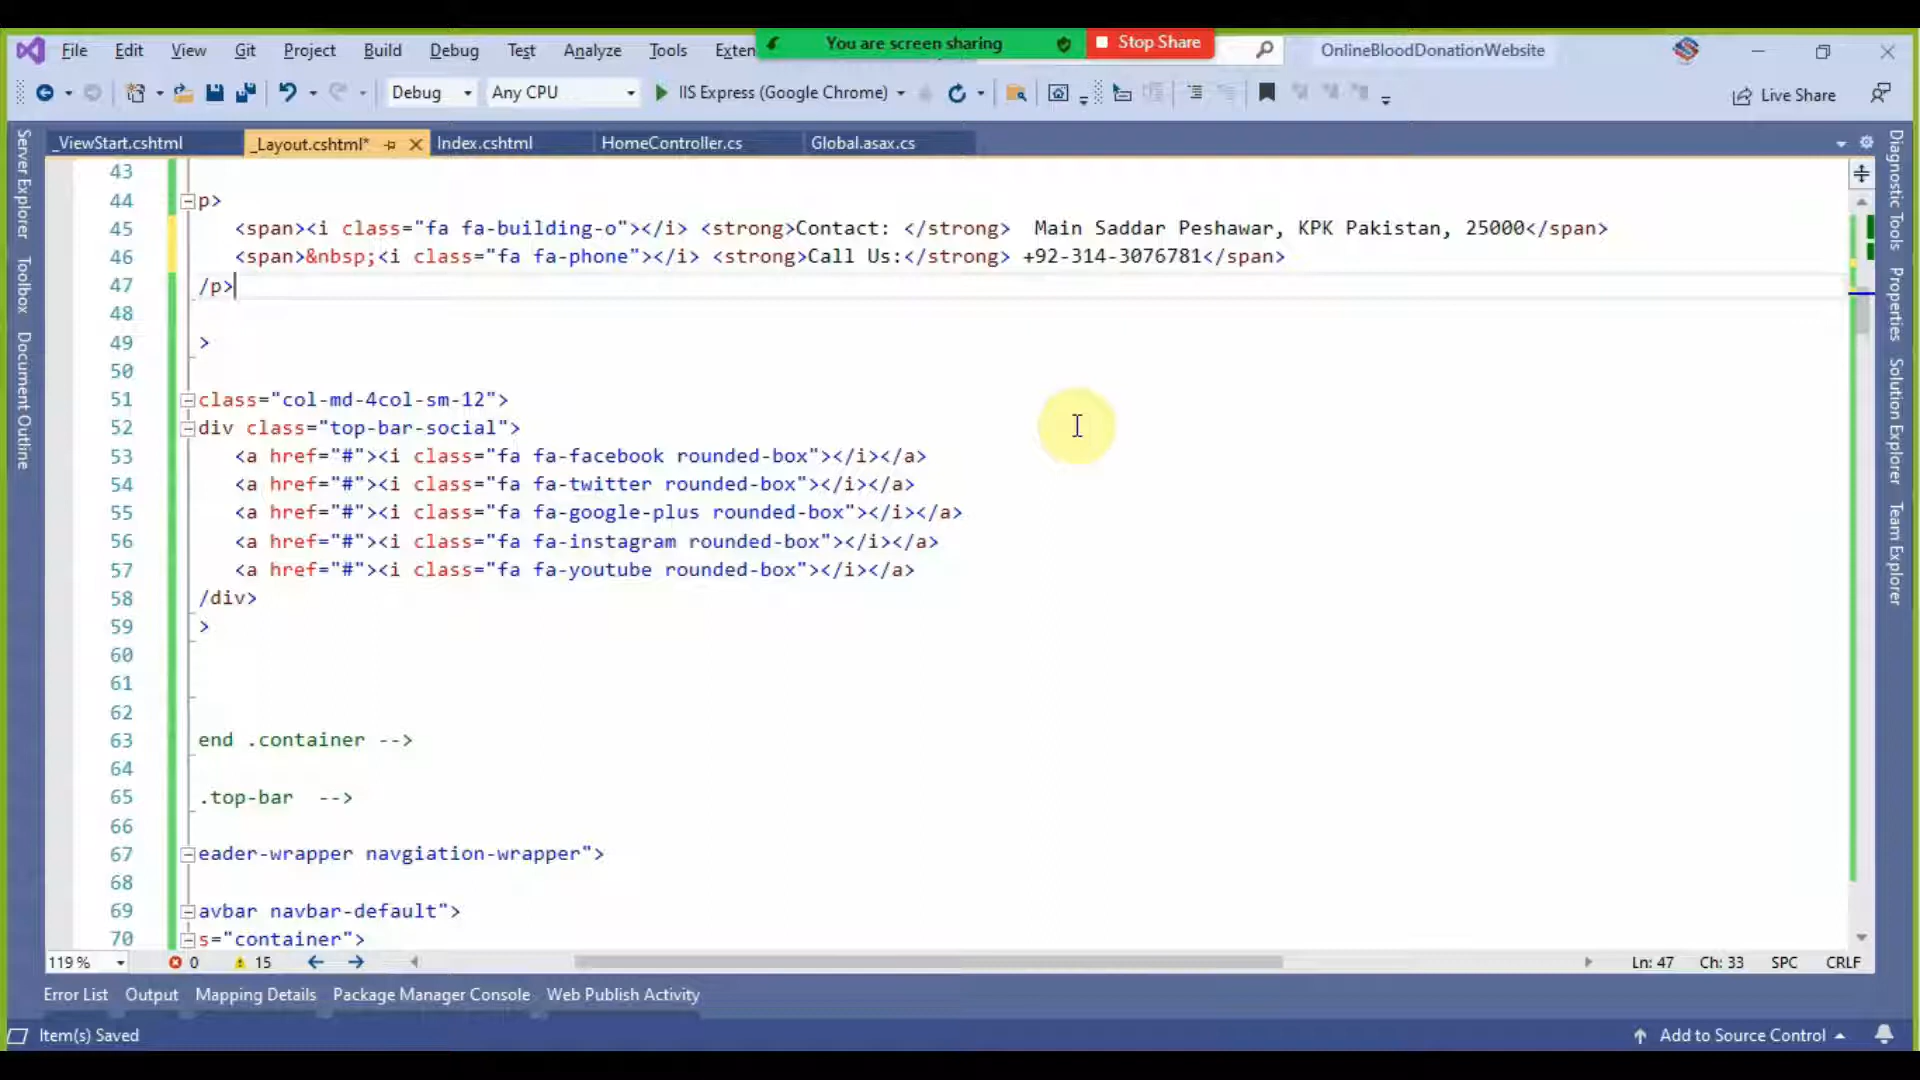 File Edit View Git Project Build Debug Test Analyze Tools Exten You are screen sharing Stop Share OnlineBloodDonationWebsite
Debug Any CPU IIS Express (Google Chrome) Live Share
_ViewStart.cshtml _Layout.cshtml* Index.cshtml HomeController.cs Global.asax.cs
Server Explorer
Toolbox
Document Outline
43
44 p>
45 <span><i class="fa fa-building-o"></i> <strong>Contact: </strong>  Main Saddar Peshawar, KPK Pakistan, 25000</span>
46 <span>&nbsp;<i class="fa fa-phone"></i> <strong>Call Us:</strong> +92-314-3076781</span>
47 /p>
48
49 >
50
51 class="col-md-4col-sm-12">
52 div class="top-bar-social">
53 <a href="#"><i class="fa fa-facebook rounded-box"></i></a>
54 <a href="#"><i class="fa fa-twitter rounded-box"></i></a>
55 <a href="#"><i class="fa fa-google-plus rounded-box"></i></a>
56 <a href="#"><i class="fa fa-instagram rounded-box"></i></a>
57 <a href="#"><i class="fa fa-youtube rounded-box"></i></a>
58 /div>
59 >
60
61
62
63 end .container -->
64
65 .top-bar  -->
66
67 eader-wrapper navgiation-wrapper">
68
69 avbar navbar-default">
70 s="container">
Diagnostic Tools
Properties
Solution Explorer
Team Explorer
119 % 0 15 Ln: 47 Ch: 33 SPC CRLF
Error List Output Mapping Details Package Manager Console Web Publish Activity
Item(s) Saved Add to Source Control